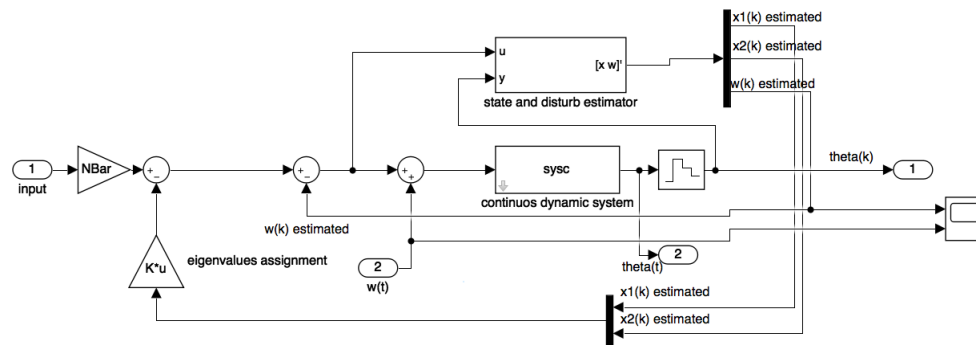 x1(k) estimated
x2(k) estimated
w(k) estimated
u
y
[x w]'
state and disturb estimator
1
input
NBar
+
−
+
−
+
+
sysc
continuos dynamic system
theta(k)
1
w(k) estimated
eigenvalues assignment
K*u
2
w(t)
2
theta(t)
x1(k) estimated
x2(k) estimated